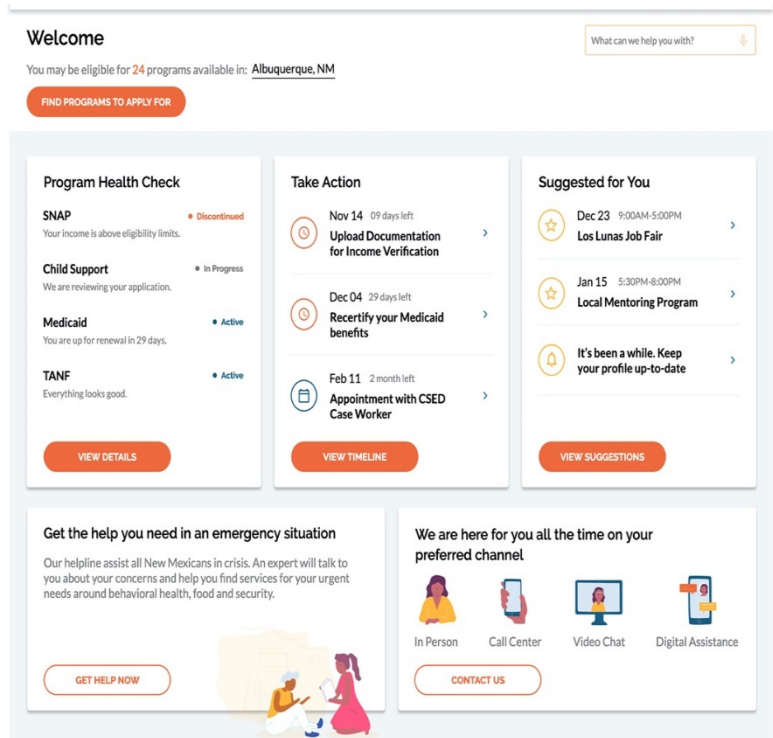 Welcome
What can we help you with?
You may be eligible for 24 programs available in: Albuquerque, NM
FIND PROGRAMS TO APPLY FOR
Program Health Check
SNAP
Discontinued
Your income is above eligibility limits.
Child Support
In Progress
We are reviewing your application.
Medicaid
Active
You are up for renewal in 29 days.
TANF
Active
Everything looks good.
VIEW DETAILS
Take Action
Nov 14 09 days left
Upload Documentation
for Income Verification
Dec 04 29 days left
Recertify your Medicaid
benefits
Feb 11 2 month left
Appointment with CSED
Case Worker
VIEW TIMELINE
Suggested for You
Dec 23 9:00AM-5:00PM
Los Lunas Job Fair
Jan 15 5:30PM-8:00PM
Local Mentoring Program
It's been a while. Keep
your profile up-to-date
VIEW SUGGESTIONS
Get the help you need in an emergency situation
Our helpline assist all New Mexicans in crisis. An expert will talk to
you about your concerns and help you find services for your urgent
needs around behavioral health, food and security.
GET HELP NOW
We are here for you all the time on your
preferred channel
In Person
Call Center
Video Chat
Digital Assistance
CONTACT US